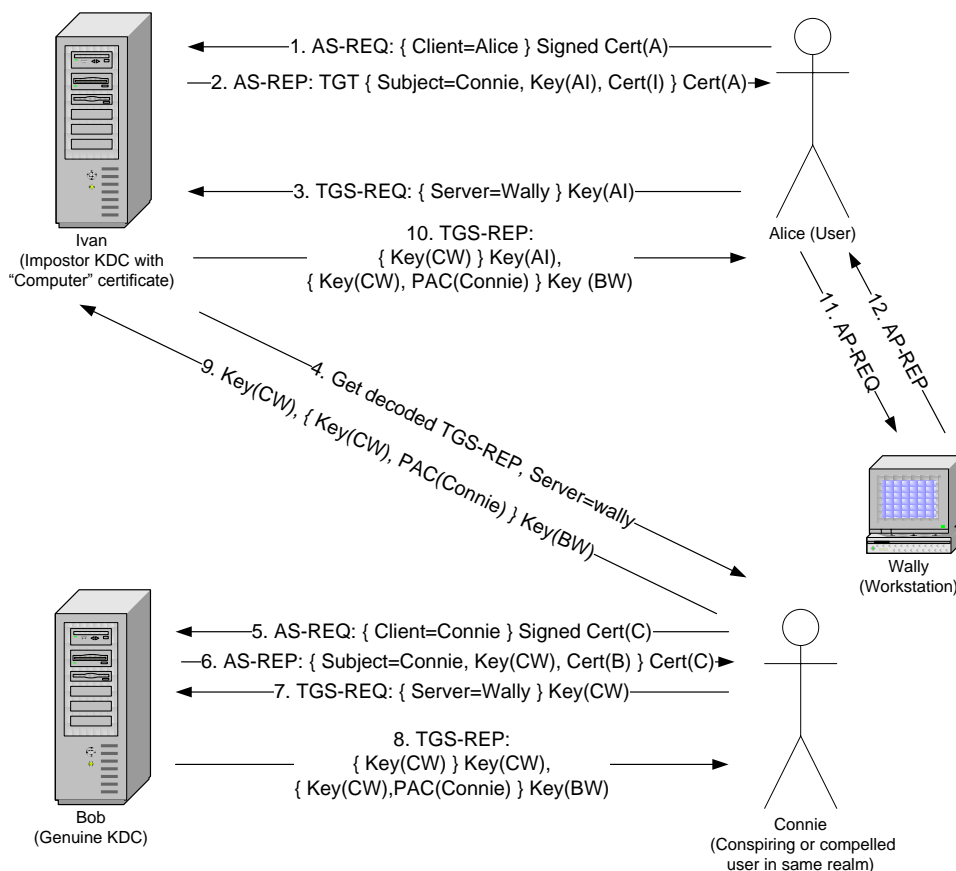 1. AS-REQ: { Client=Alice } Signed Cert(A)
2. AS-REP: TGT { Subject=Connie, Key(AI), Cert(I) } Cert(A)
3. TGS-REQ: { Server=Wally } Key(AI)
Ivan
(Impostor KDC with
“Computer” certificate)
10. TGS-REP:
{ Key(CW) } Key(AI),
{ Key(CW), PAC(Connie) } Key (BW)
Alice (User)
11. AP-REQ
12. AP-REP
4. Get decoded TGS-REP, Server=wally
9. Key(CW), { Key(CW), PAC(Connie) } Key(BW)
Wally
(Workstation)
5. AS-REQ: { Client=Connie } Signed Cert(C)
6. AS-REP: { Subject=Connie, Key(CW), Cert(B) } Cert(C)
7. TGS-REQ: { Server=Wally } Key(CW)
8. TGS-REP:
{ Key(CW) } Key(CW),
{ Key(CW),PAC(Connie) } Key(BW)
Bob
(Genuine KDC)
Connie
(Conspiring or compelled
user in same realm)